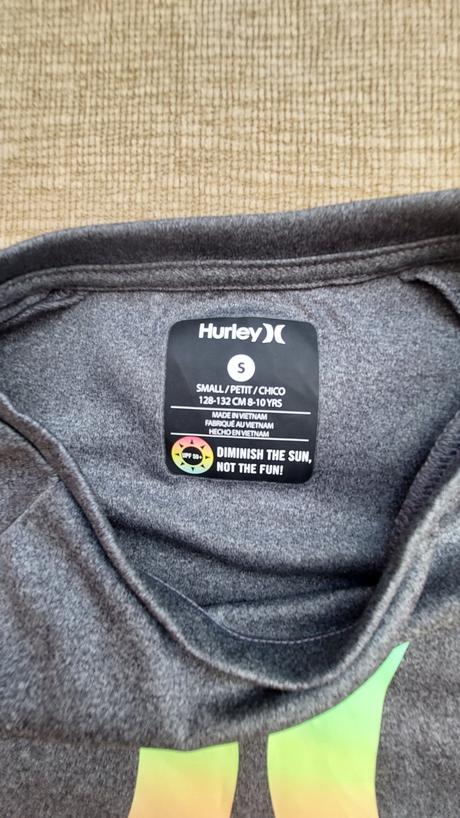 Hurley
S
SMALL / PETIT / CHICO
128-132 CM 8-10 YRS
MADE IN VIETNAM
FABRIQUÉ AU VIETNAM
HECHO EN VIETNAM
UPF 50+
DIMINISH THE SUN,
NOT THE FUN!